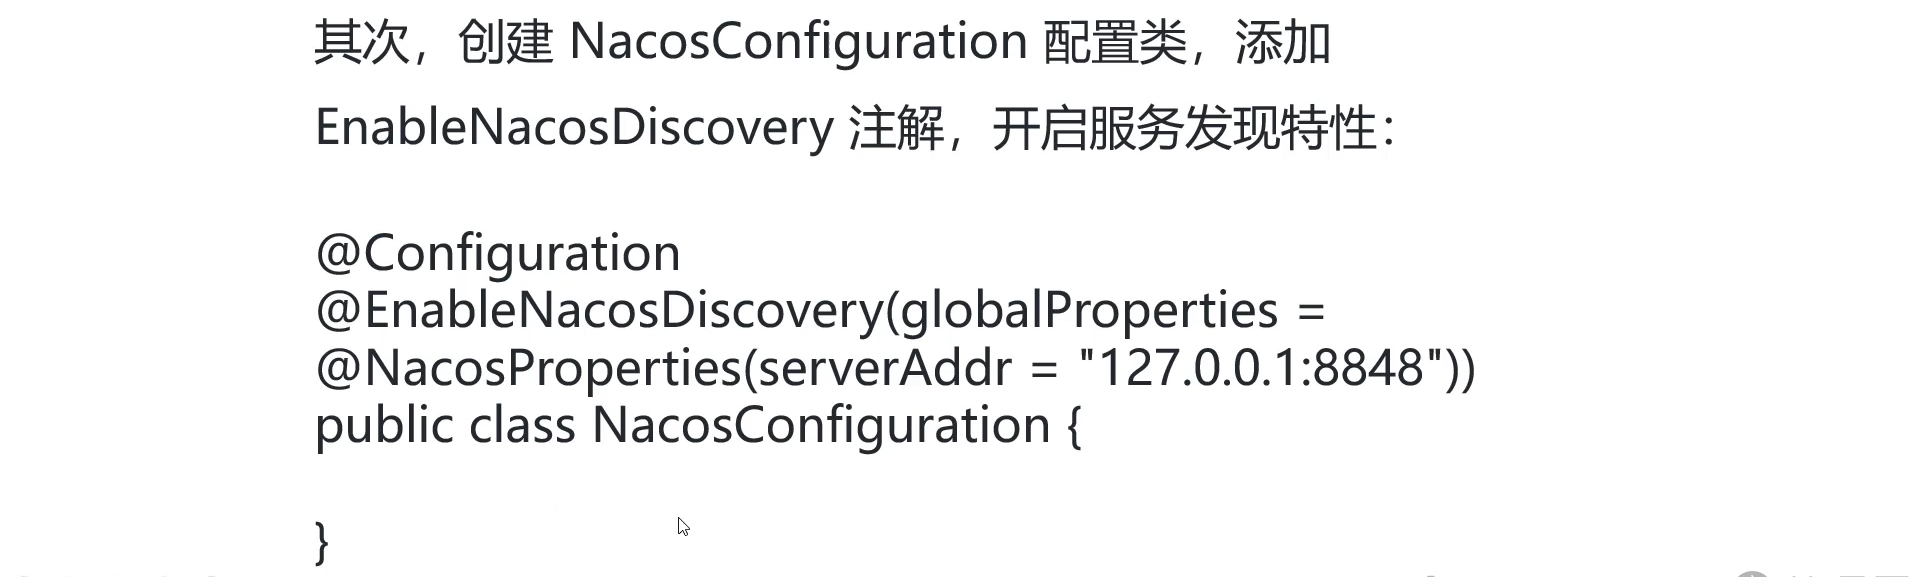 其次，创建 NacosConfiguration 配置类，添加
EnableNacosDiscovery 注解，开启服务发现特性：
@Configuration
@EnableNacosDiscovery(globalProperties =
@NacosProperties(serverAddr = "127.0.0.1:8848"))
public class NacosConfiguration {
}